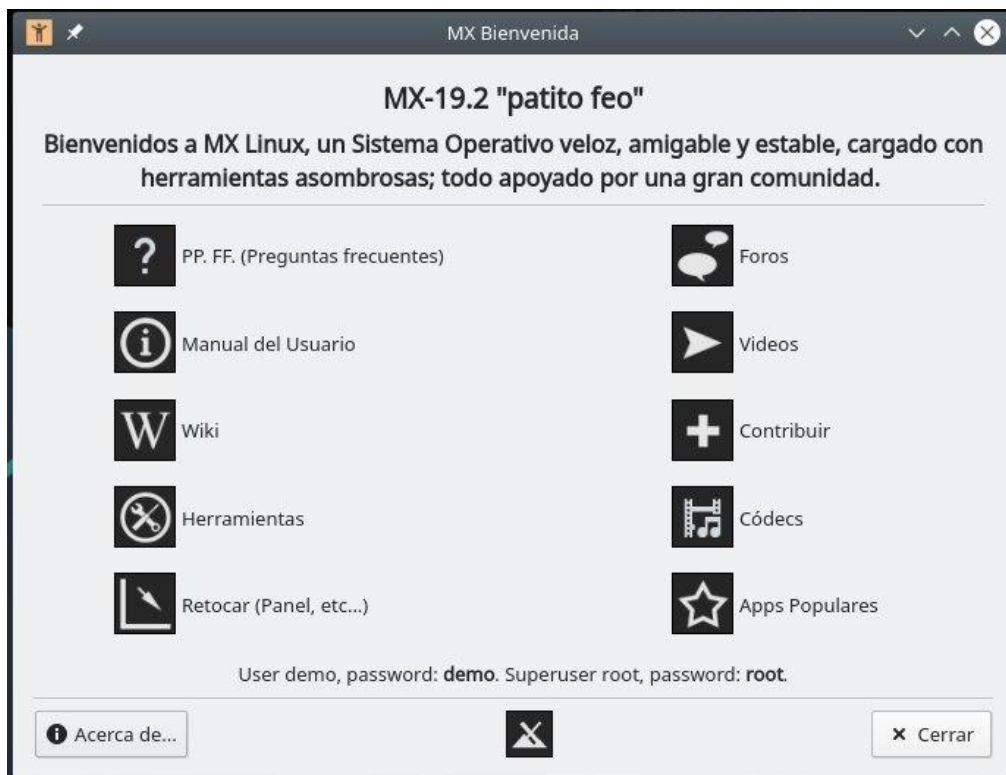 MX Bienvenida
MX-19.2 "patito feo"
Bienvenidos a MX Linux, un Sistema Operativo veloz, amigable y estable, cargado con
herramientas asombrosas; todo apoyado por una gran comunidad.
PP. FF. (Preguntas frecuentes)
Foros
Manual del Usuario
Videos
W Wiki
Contribuir
Herramientas
Códecs
Retocar (Panel, etc...)
Apps Populares
User demo, password: demo. Superuser root, password: root.
Acerca de...
Cerrar